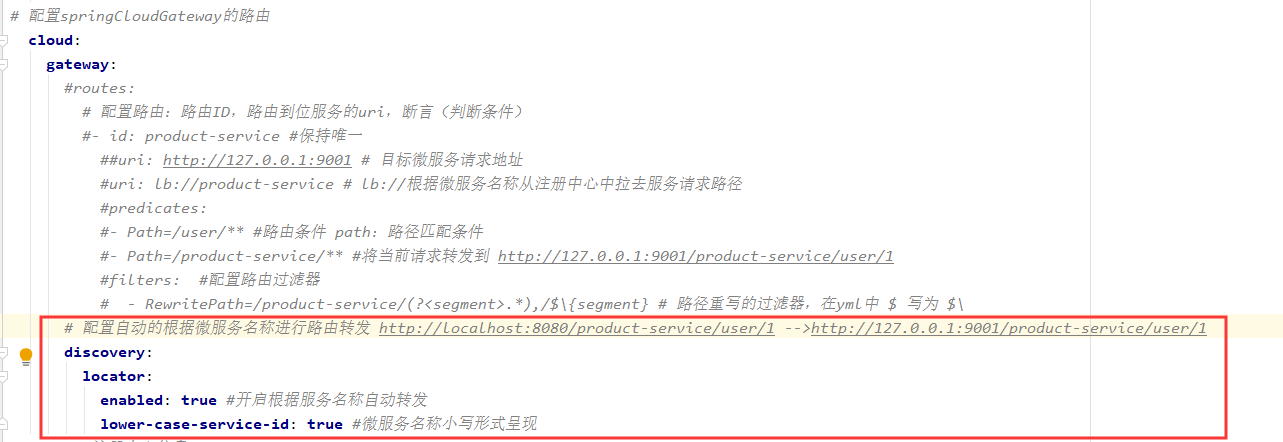 # 配置springCloudGateway的路由
cloud:
gateway:
#routes:
# 配置路由：路由ID，路由到位服务的uri，断言（判断条件）
#- id: product-service #保持唯一
##uri: http://127.0.0.1:9001 # 目标微服务请求地址
#uri: lb://product-service # lb://根据微服务名称从注册中心中拉去服务请求路径
#predicates:
#- Path=/user/** #路由条件 path：路径匹配条件
#- Path=/product-service/** #将当前请求转发到 http://127.0.0.1:9001/product-service/user/1
#filters:  #配置路由过滤器
#  - RewritePath=/product-service/(?<segment>.*),/$\{segment} # 路径重写的过滤器，在yml中 $ 写为 $\
# 配置自动的根据微服务名称进行路由转发 http://localhost:8080/product-service/user/1 -->http://127.0.0.1:9001/product-service/user/1
discovery:
locator:
enabled: true #开启根据服务名称自动转发
lower-case-service-id: true #微服务名称小写形式呈现